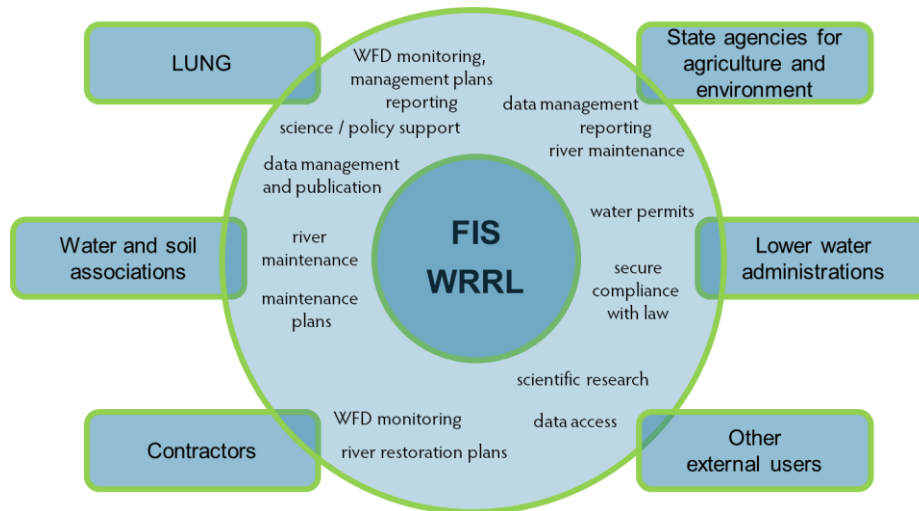 LUNG
WFD monitoring,
management plans
reporting
science / policy support
data management
and publication
State agencies for
agriculture and
environment
data management
reporting
river maintenance
Water and soil
associations
river
maintenance
maintenance
plans
FIS
WRRL
water permits
secure
compliance
with law
Lower water
administrations
Contractors
WFD monitoring
river restoration plans
scientific research
data access
Other
external users